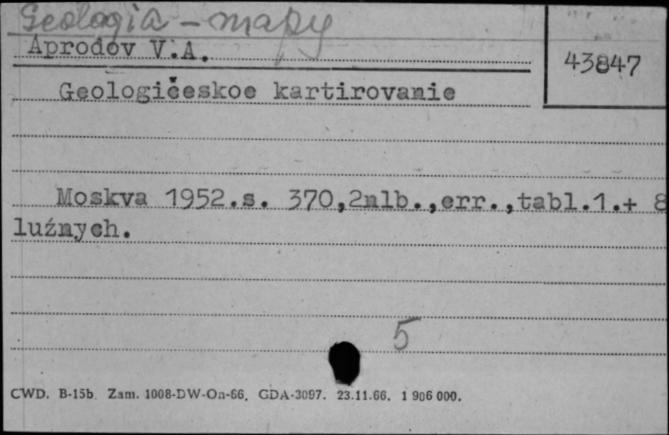 Geologia - mapy
Aprodov V.A.
43847
Geologičeskoe kartirovanie
Moskva 1952.s. 370,2nlb.,err.,tabl.1.+ 8
luźnych.
5
CWD. B-15b. Zam. 1008-DW-On-66. GDA-3097. 23.11.66. 1 906 000.